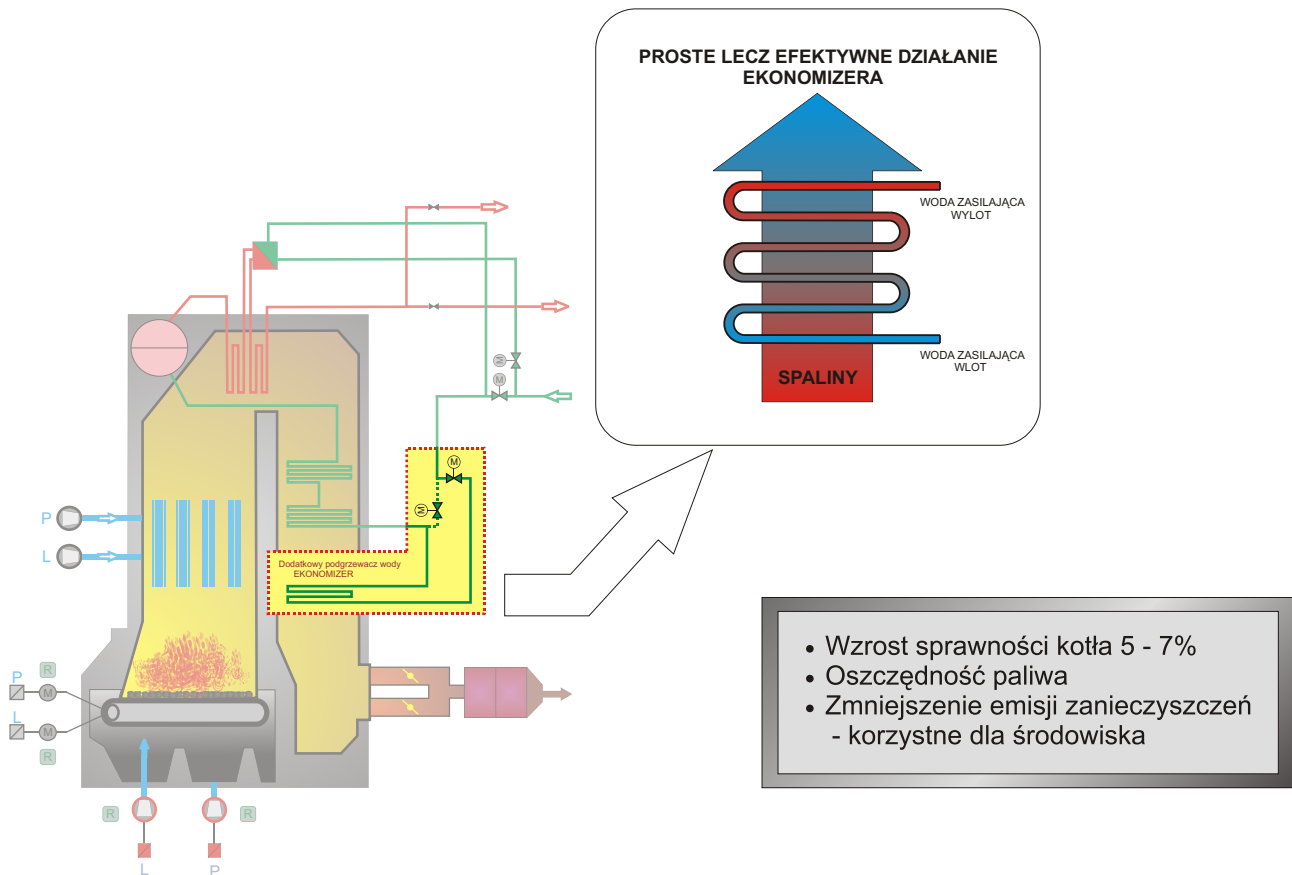 PROSTE LECZ EFEKTYWNE DZIAŁANIE
EKONOMIZERA
WODA ZASILAJĄCA
WYLOT
WODA ZASILAJĄCA
WLOT
SPALINY
M
M
M
M
P
L
Dodatkowy podgrzewacz wody
EKONOMIZER
R
P
M
L
M
R
R
R
L
P
• Wzrost sprawności kotła 5 - 7%
• Oszczędność paliwa
• Zmniejszenie emisji zanieczyszczeń
- korzystne dla środowiska